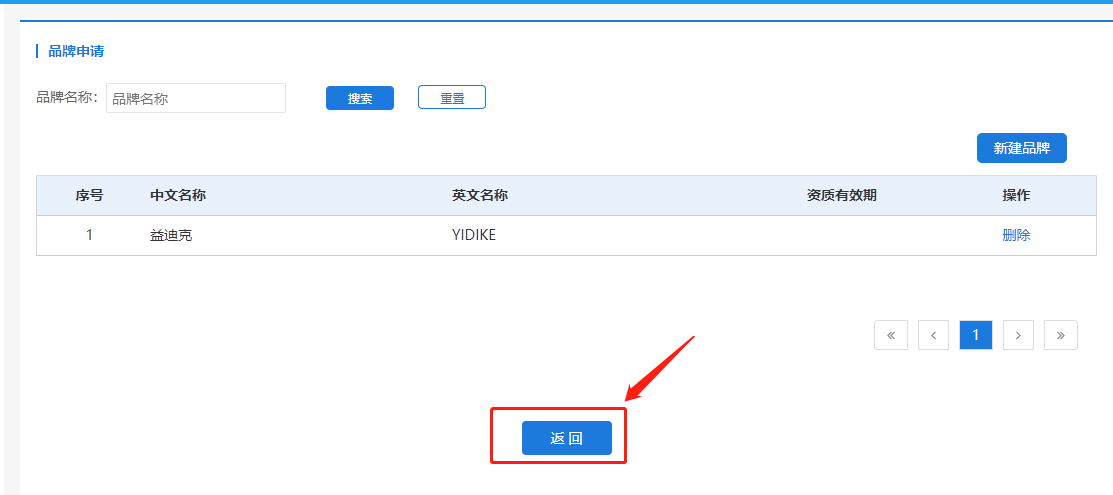 品牌申请
品牌名称: 品牌名称 搜索 重置
新建品牌
序号 中文名称 英文名称 资质有效期 操作
1 益迪克 YIDIKE 删除
« ‹ 1 › »
返回